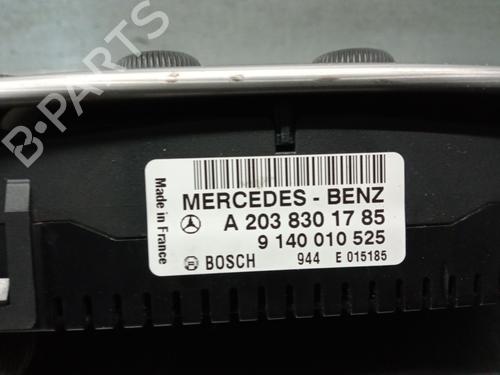 Made in France
MERCEDES - BENZ
A 203 830 17 85
9 140 010 525
BOSCH 944 E 015185
B-PARTS